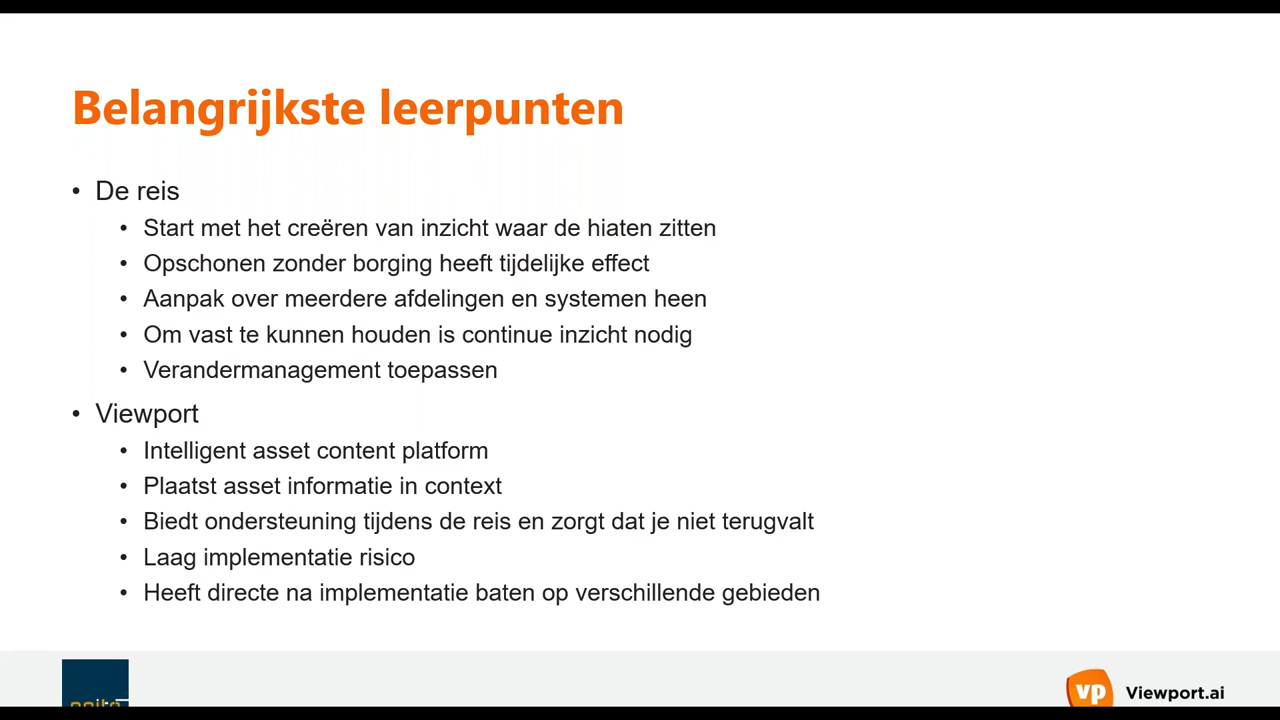 Belangrijkste leerpunten
• De reis
• Start met het creëren van inzicht waar de hiaten zitten
• Opschonen zonder borging heeft tijdelijke effect
• Aanpak over meerdere afdelingen en systemen heen
• Om vast te kunnen houden is continue inzicht nodig
• Verandermanagement toepassen
• Viewport
• Intelligent asset content platform
• Plaatst asset informatie in context
• Biedt ondersteuning tijdens de reis en zorgt dat je niet terugvalt
• Laag implementatie risico
• Heeft directe na implementatie baten op verschillende gebieden
vp Viewport.ai